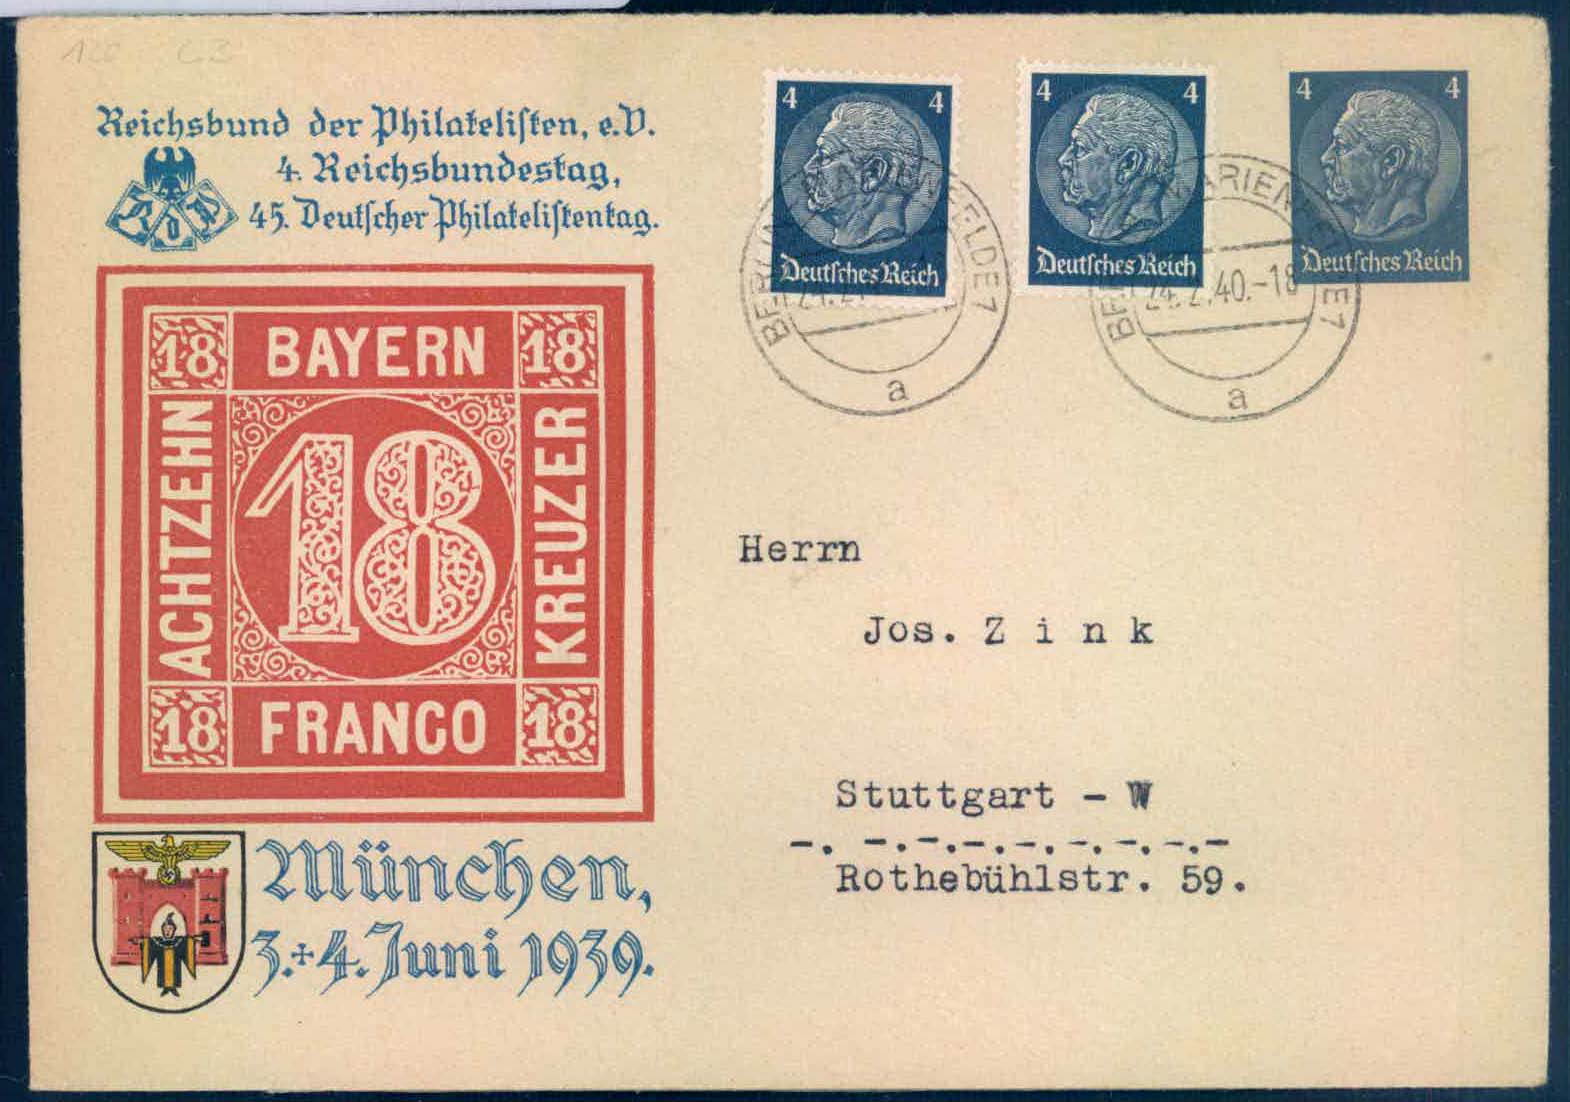 Reichsbund der Philatelisten, e.V.
4. Reichsbundestag,
45. Deutscher Philatelistentag.
R d P
18 BAYERN 18
ACHTZEHN
18
KREUZER
18 FRANCO 18
München,
3.+4. Juni 1939.
4 4
Deutsches Reich
4 4
Deutsches Reich
4 4
Deutsches Reich
a
24.2.40.-18
a
Herrn
Jos. Zink
Stuttgart - W
-. -.-.-.-.-.-.-.-
Rothebühlstr. 59.